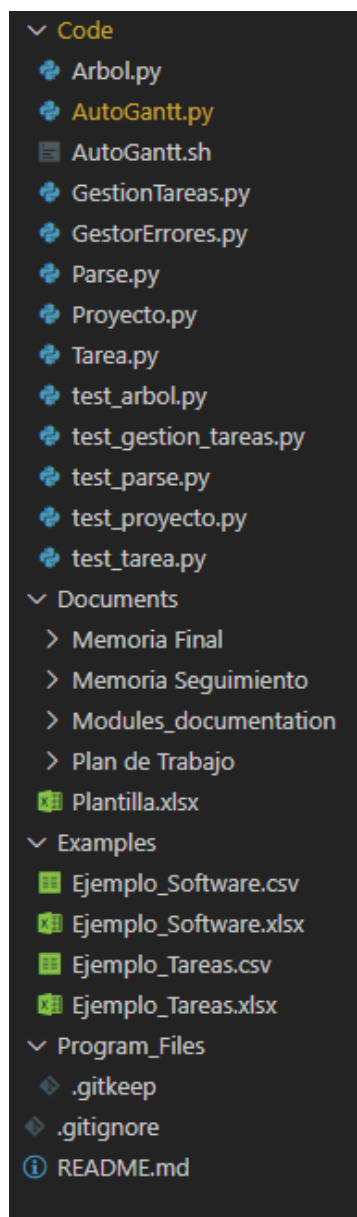 Code
Arbol.py
AutoGantt.py
AutoGantt.sh
GestionTareas.py
GestorErrores.py
Parse.py
Proyecto.py
Tarea.py
test_arbol.py
test_gestion_tareas.py
test_parse.py
test_proyecto.py
test_tarea.py
Documents
Memoria Final
Memoria Seguimiento
Modules_documentation
Plan de Trabajo
Plantilla.xlsx
Examples
Ejemplo_Software.csv
Ejemplo_Software.xlsx
Ejemplo_Tareas.csv
Ejemplo_Tareas.xlsx
Program_Files
.gitkeep
.gitignore
README.md